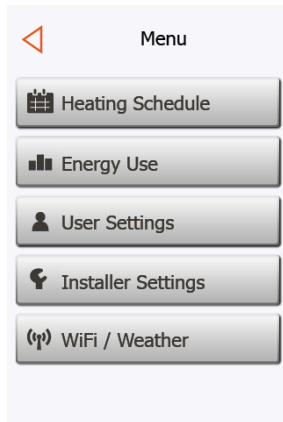 Menu
Heating Schedule
Energy Use
User Settings
Installer Settings
WiFi / Weather